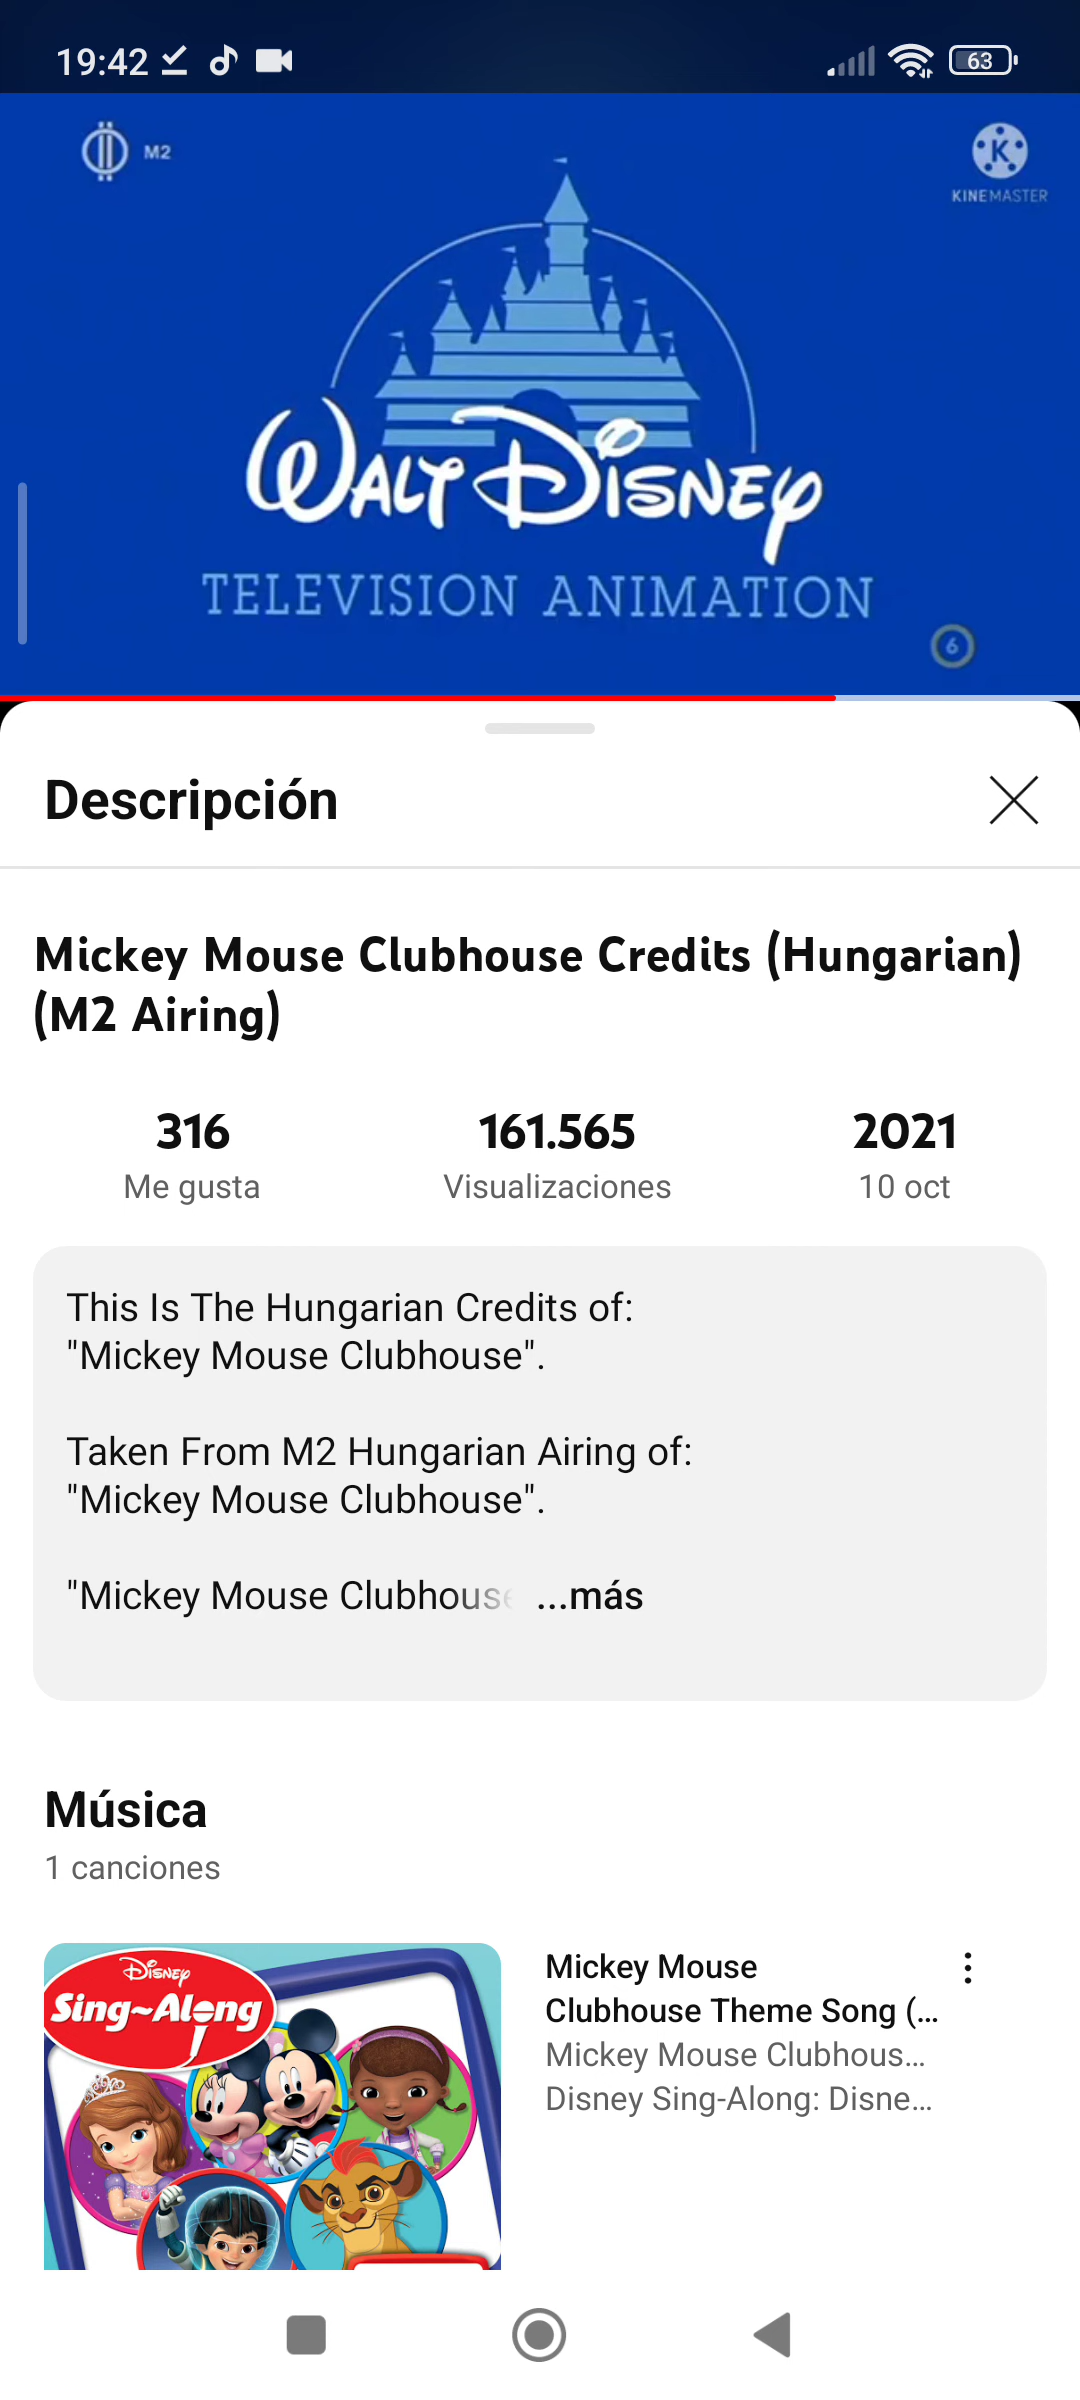 19:42
63
M2
K
KINEMASTER
WALT DISNEY
TELEVISION ANIMATION
6
Descripción
Mickey Mouse Clubhouse Credits (Hungarian)
(M2 Airing)
316
161.565
2021
Me gusta
Visualizaciones
10 oct
This Is The Hungarian Credits of:
"Mickey Mouse Clubhouse".
Taken From M2 Hungarian Airing of:
"Mickey Mouse Clubhouse".
"Mickey Mouse Clubhouse ...más
Música
1 canciones
Disney
Sing~Along
Mickey Mouse
Clubhouse Theme Song (...
Mickey Mouse Clubhous...
Disney Sing-Along: Disne...